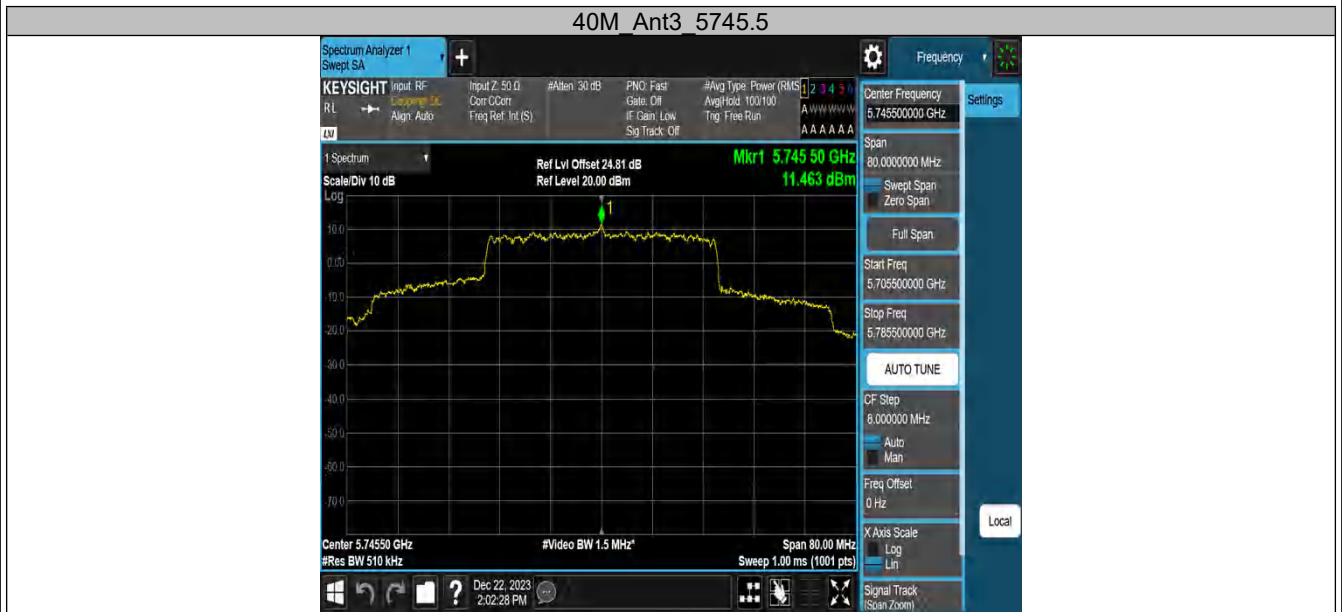 40M_Ant3_5745.5
Spectrum Analyzer 1
Swept SA
+
Frequency
KEYSIGHT
RL
LXI
Input: RF
Coupling: DC
Align: Auto
Input Z: 50 Ω
Corr CCorr
Freq Ref: Int (S)
#Atten: 30 dB
PNO: Fast
Gate: Off
IF Gain: Low
Sig Track: Off
#Avg Type: Power (RMS
Avg|Hold: 100/100
Trig: Free Run
1 2 3 4 5 6
A W W W W W
A A A A A A
1 Spectrum
Scale/Div 10 dB
Log
Ref Lvl Offset 24.81 dB
Ref Level 20.00 dBm
Mkr1 5.745 50 GHz
11.463 dBm
1
10.0
0.00
-10.0
-20.0
-30.0
-40.0
-50.0
-60.0
-70.0
Center 5.74550 GHz
#Res BW 510 kHz
#Video BW 1.5 MHz*
Span 80.00 MHz
Sweep 1.00 ms (1001 pts)
?
Dec 22, 2023
2:02:28 PM
Center Frequency
5.745500000 GHz
Settings
Span
80.0000000 MHz
Swept Span
Zero Span
Full Span
Start Freq
5.705500000 GHz
Stop Freq
5.785500000 GHz
AUTO TUNE
CF Step
8.000000 MHz
Auto
Man
Freq Offset
0 Hz
Local
X Axis Scale
Log
Lin
Signal Track
(Span Zoom)